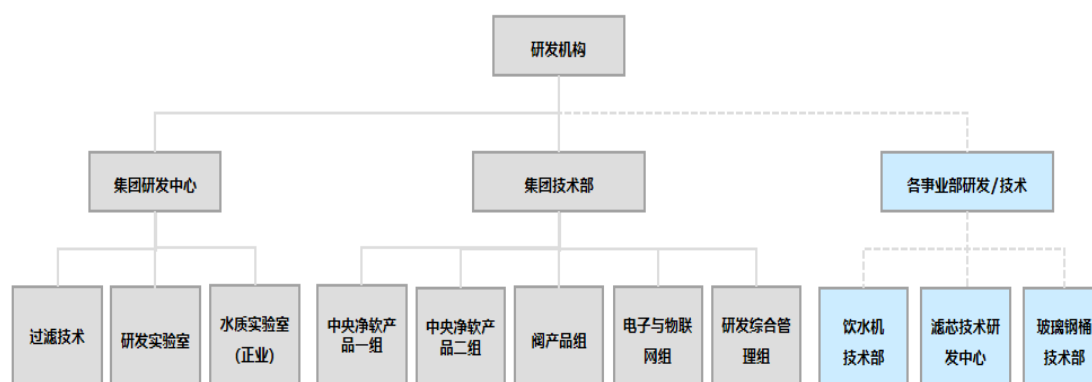 研发机构
集团研发中心
集团技术部
各事业部研发/技术
过滤技术
研发实验室
水质实验室
(正业)
中央净软产
品一组
中央净软产
品二组
阀产品组
电子与物联
网组
研发综合管
理组
饮水机
技术部
滤芯技术研
发中心
玻璃钢桶
技术部